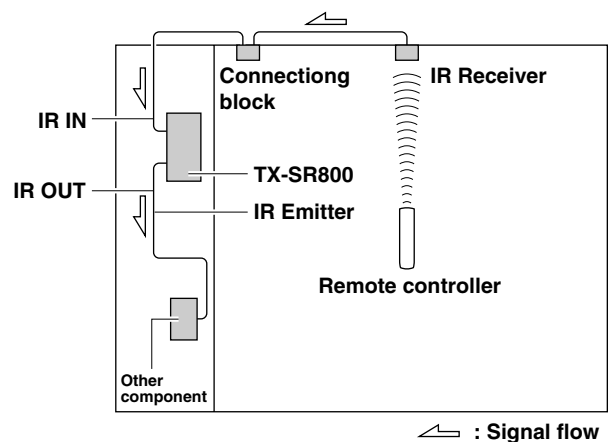 Connectiong
block
IR Receiver
IR IN
TX-SR800
IR OUT
IR Emitter
Remote controller
Other
component
: Signal flow